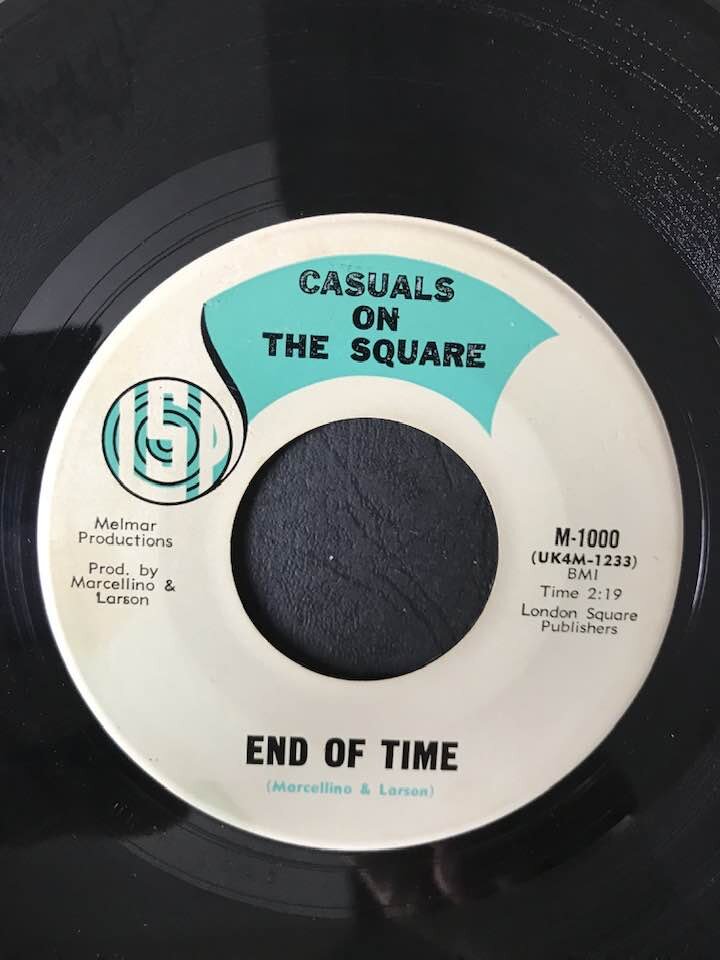 CASUALS
ON
THE SQUARE
LSP
Melmar
Productions
Prod. by
Marcellino &
Larson
M-1000
(UK4M-1233)
BMI
Time 2:19
London Square
Publishers
END OF TIME
(Marcellino & Larson)